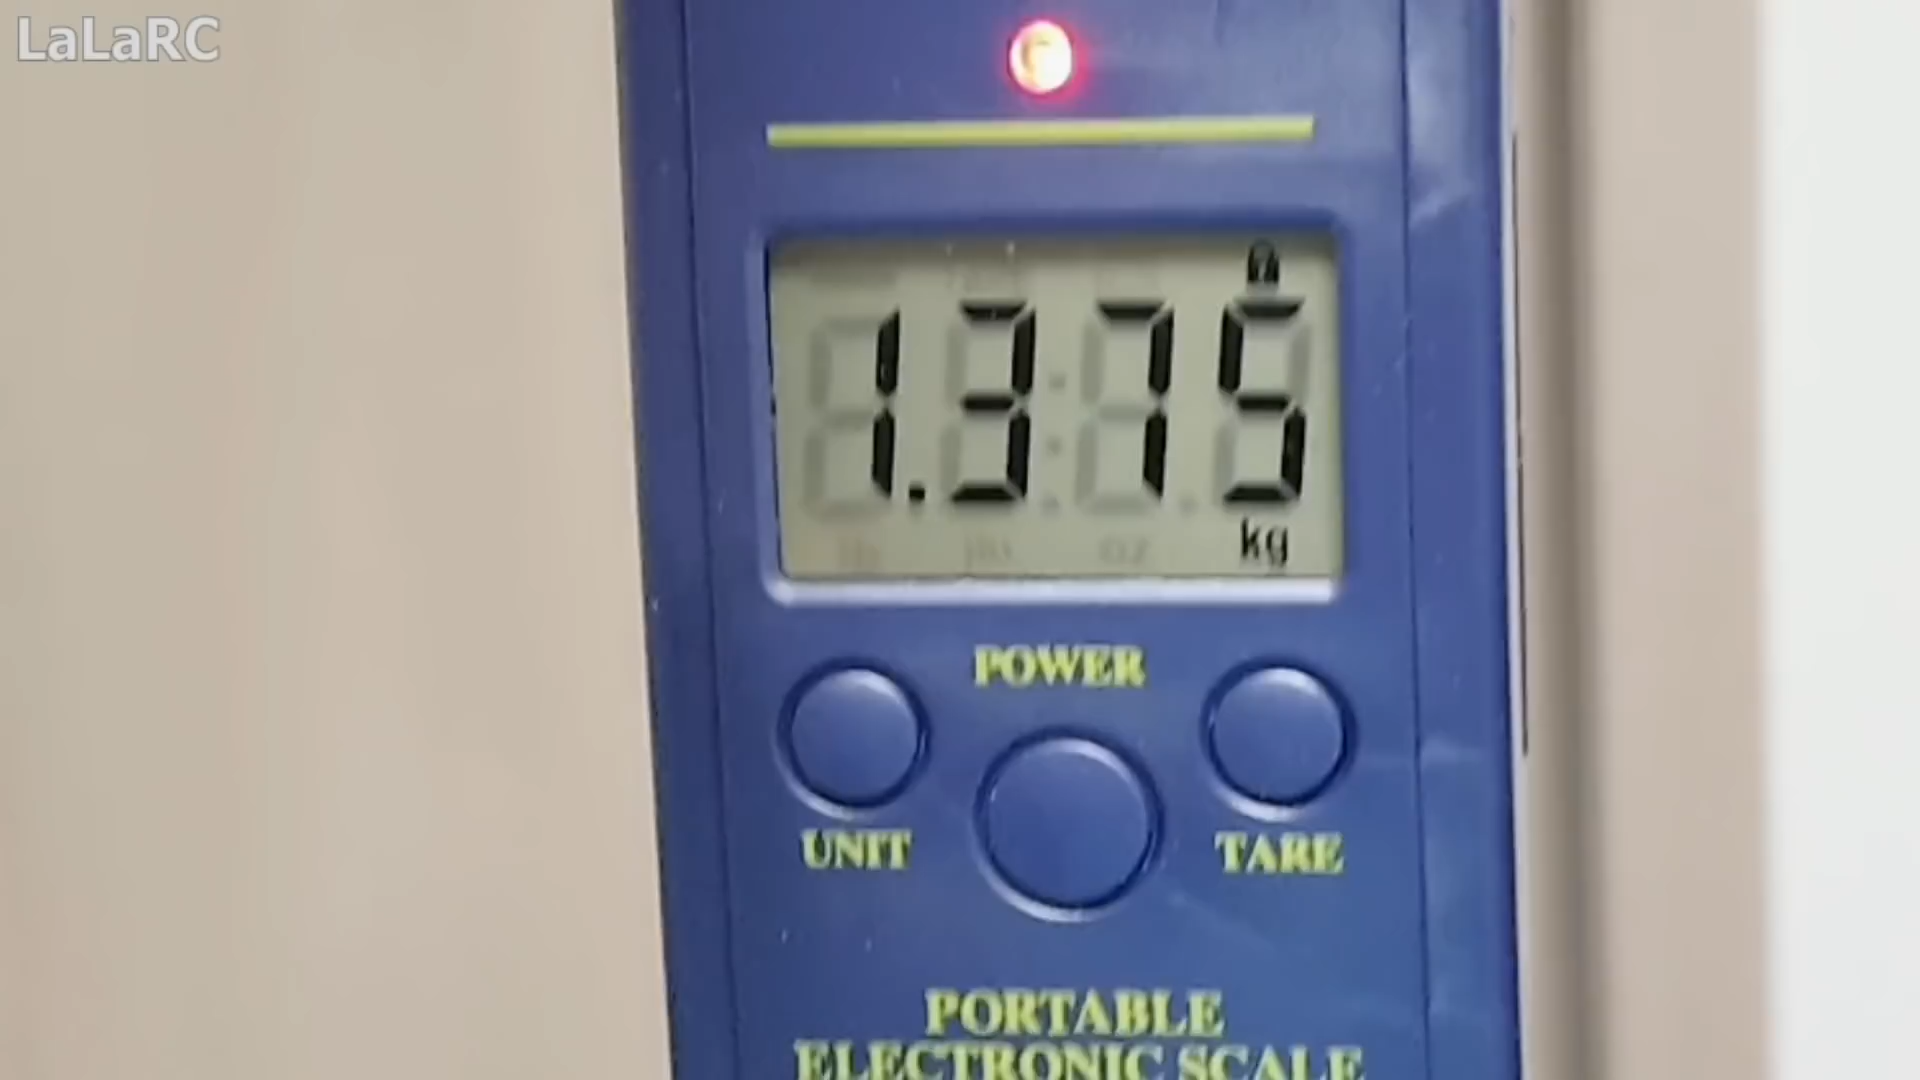 LaLaRC
1.375
kg
POWER
UNIT
TARE
PORTABLE
ELECTRONIC SCALE